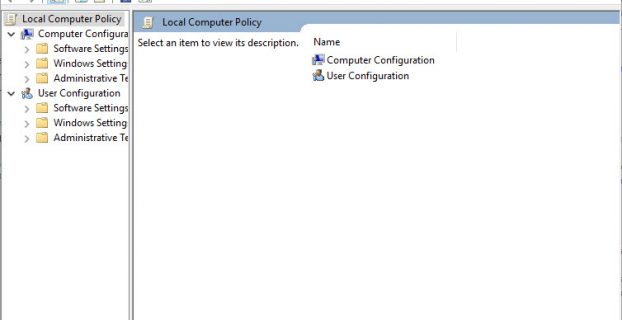 Local Computer Policy
Computer Configura
Software Settings
Windows Setting
Administrative Te
User Configuration
Software Settings
Windows Setting
Administrative Te
Local Computer Policy
Select an item to view its description.
Name
Computer Configuration
User Configuration